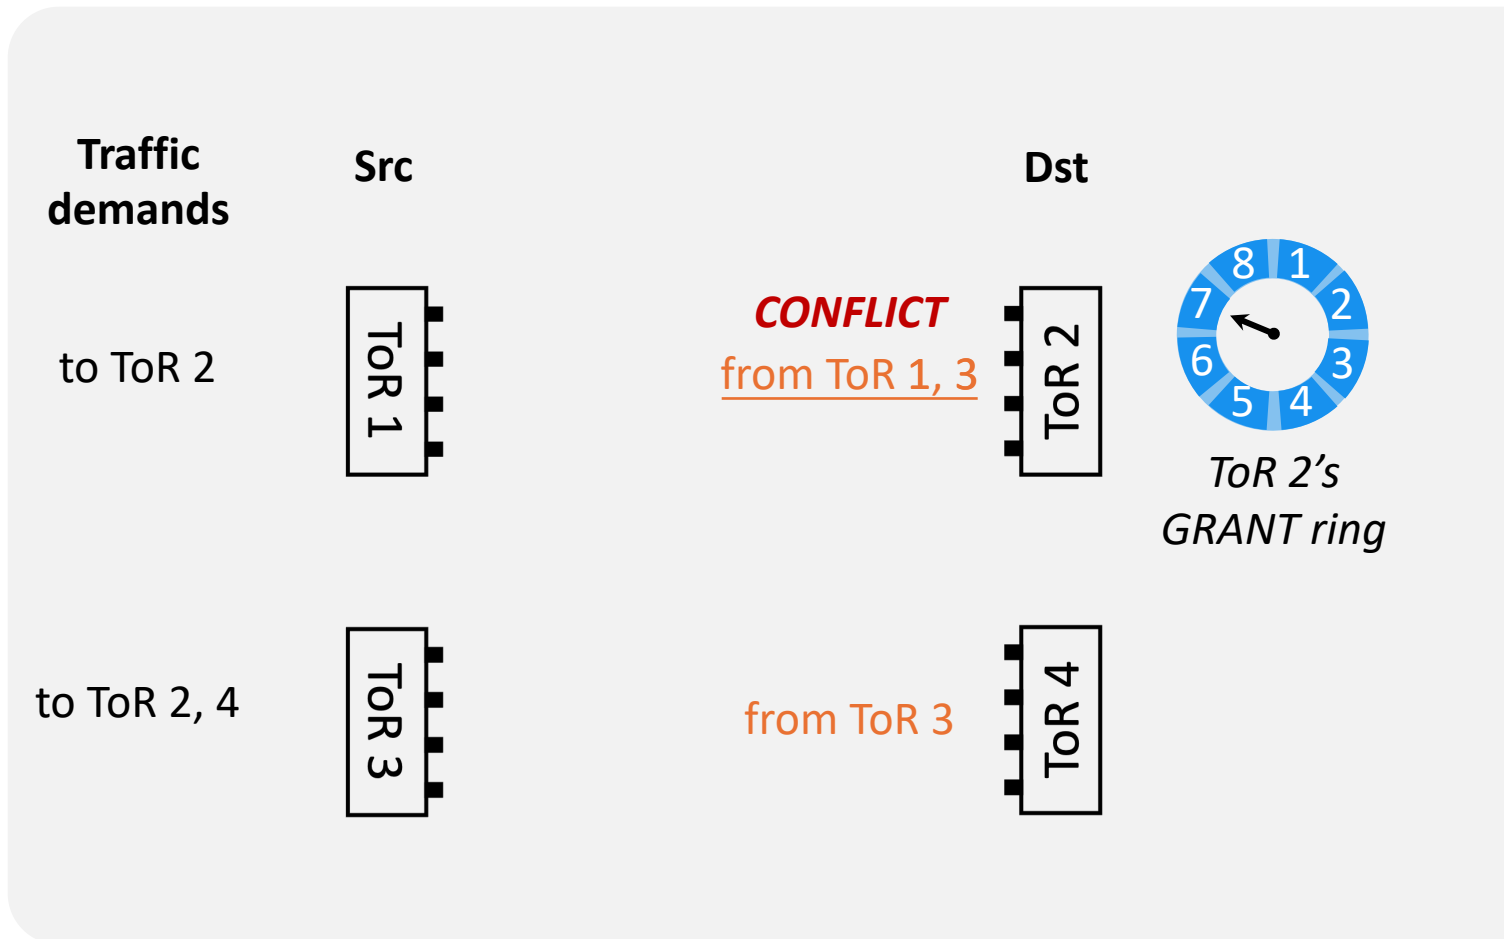 Traffic
demands
Src
Dst
to ToR 2
ToR 1
CONFLICT
from ToR 1, 3
ToR 2
8
1
7
2
6
3
5
4
ToR 2's
GRANT ring
to ToR 2, 4
ToR 3
from ToR 3
ToR 4